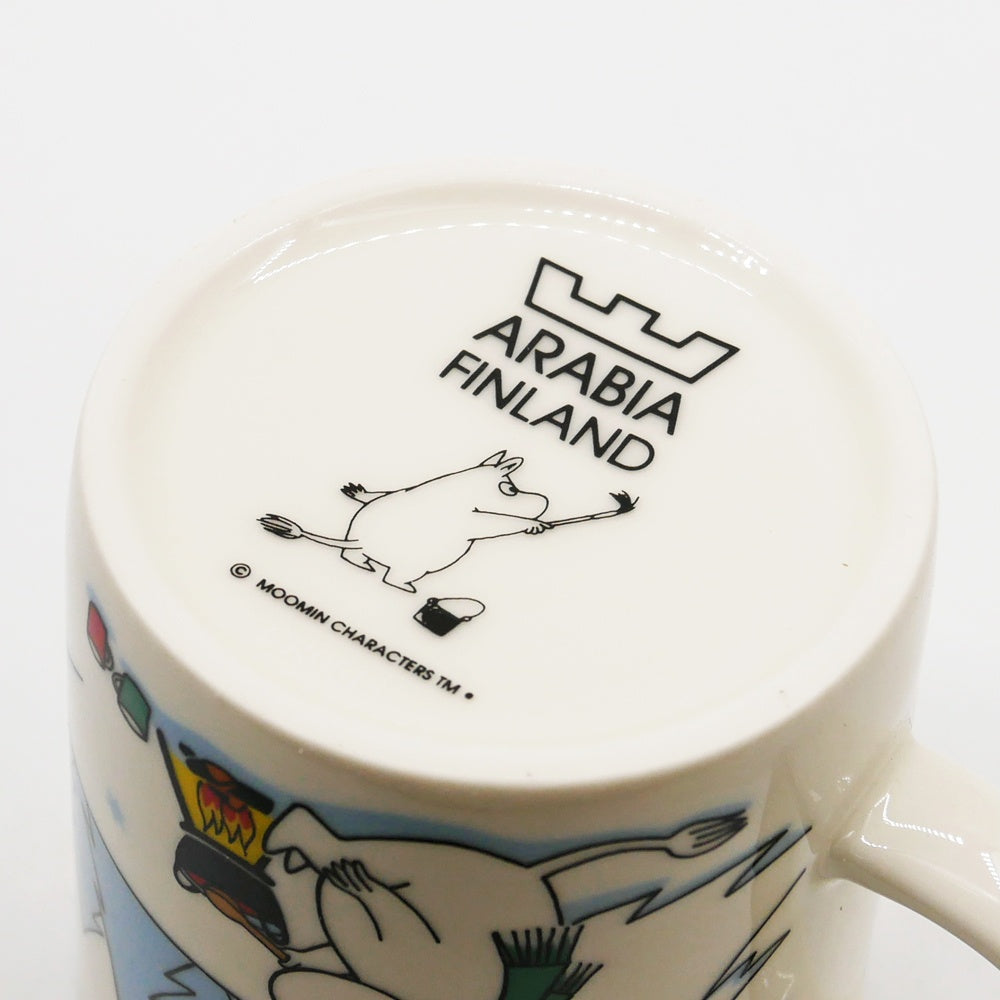 ARABIA
FINLAND
© MOOMIN CHARACTERS TM •